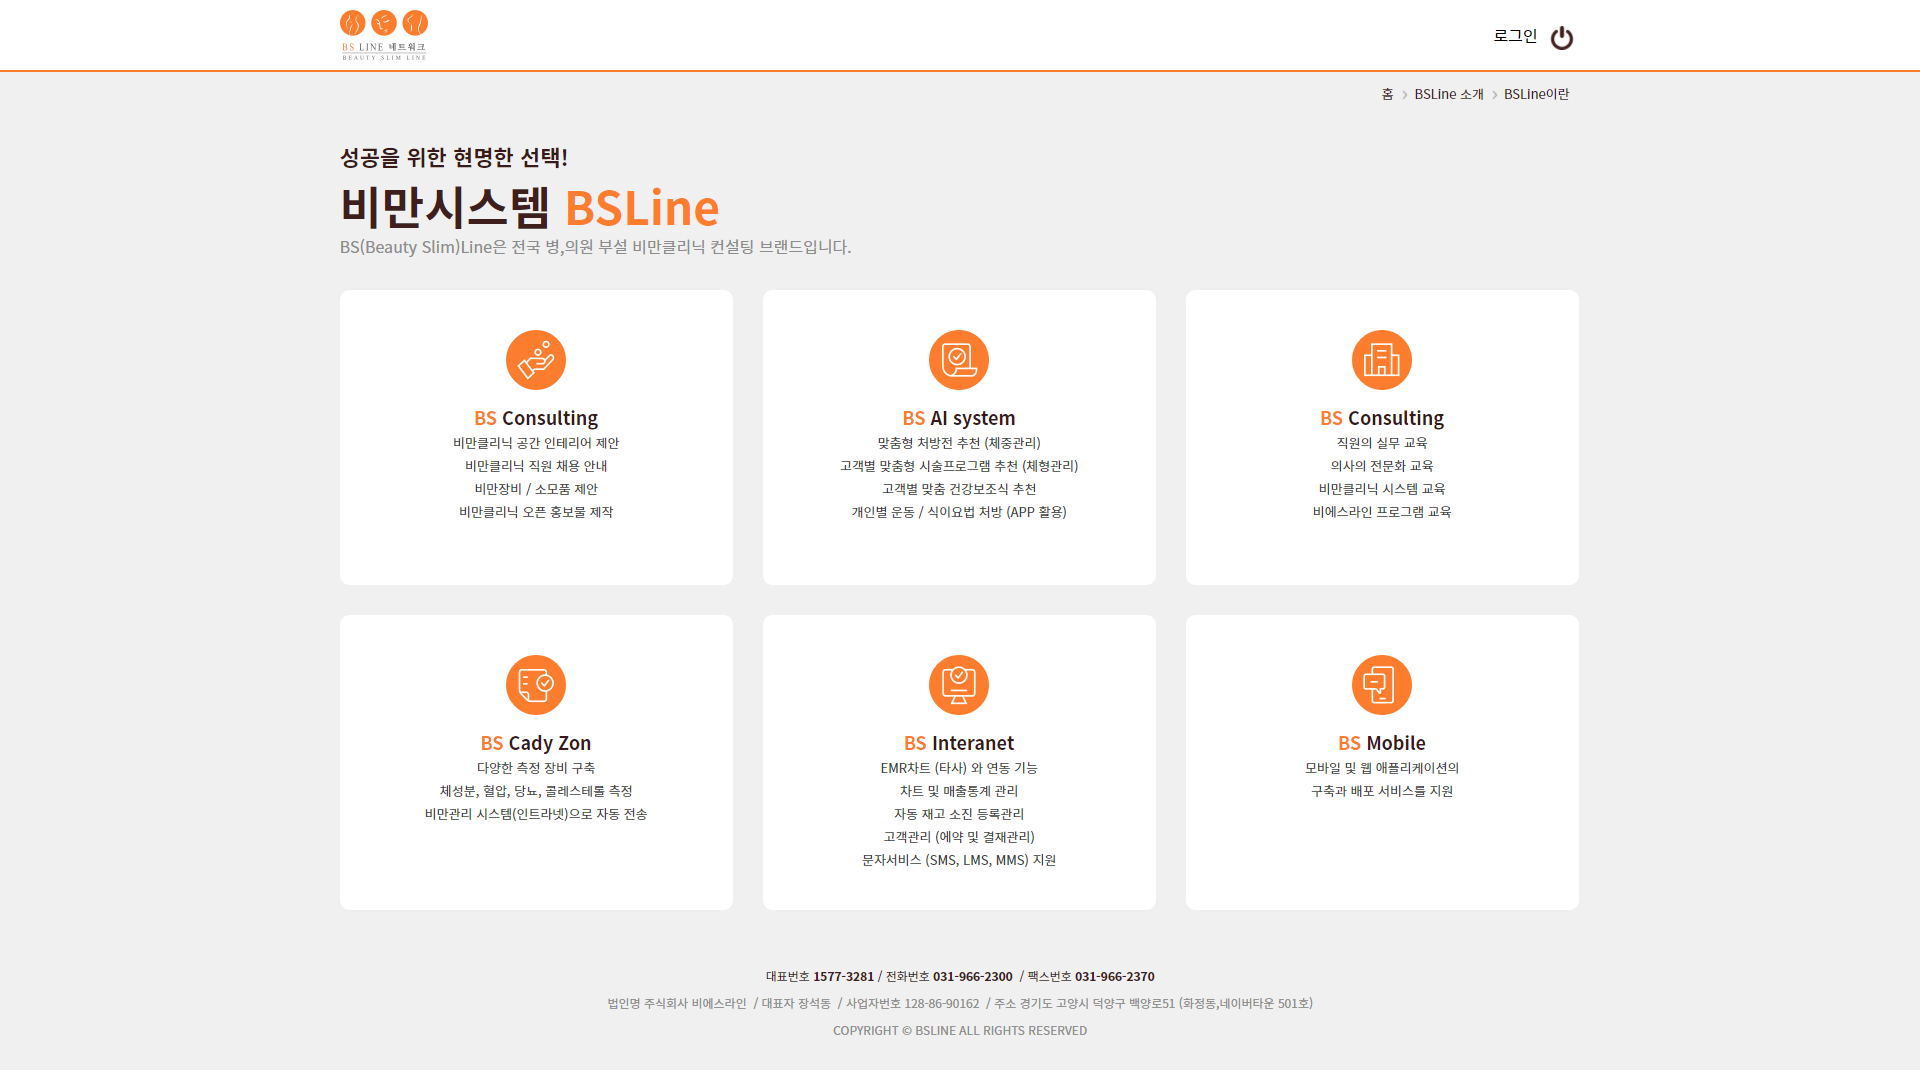 BS LINE 네트워크
BEAUTY SLIM LINE
로그인
홈 > BSLine 소개 > BSLine이란
성공을 위한 현명한 선택!
비만시스템 BSLine
BS(Beauty Slim)Line은 전국 병,의원 부설 비만클리닉 컨설팅 브랜드입니다.
BS Consulting
비만클리닉 공간 인테리어 제안
비만클리닉 직원 채용 안내
비만장비 / 소모품 제안
비만클리닉 오픈 홍보물 제작
BS AI system
맞춤형 처방전 추천 (체중관리)
고객별 맞춤형 시술프로그램 추천 (체형관리)
고객별 맞춤 건강보조식 추천
개인별 운동 / 식이요법 처방 (APP 활용)
BS Consulting
직원의 실무 교육
의사의 전문화 교육
비만클리닉 시스템 교육
비에스라인 프로그램 교육
BS Cady Zon
다양한 측정 장비 구축
체성분, 혈압, 당뇨, 콜레스테롤 측정
비만관리 시스템(인트라넷)으로 자동 전송
BS Interanet
EMR차트 (타사) 와 연동 기능
차트 및 매출통계 관리
자동 재고 소진 등록관리
고객관리 (예약 및 결재관리)
문자서비스 (SMS, LMS, MMS) 지원
BS Mobile
모바일 및 웹 애플리케이션의
구축과 배포 서비스를 지원
대표번호 1577-3281 / 전화번호 031-966-2300 / 팩스번호 031-966-2370
법인명 주식회사 비에스라인 / 대표자 장석동 / 사업자번호 128-86-90162 / 주소 경기도 고양시 덕양구 백양로51 (화정동,네이버타운 501호)
COPYRIGHT © BSLINE ALL RIGHTS RESERVED